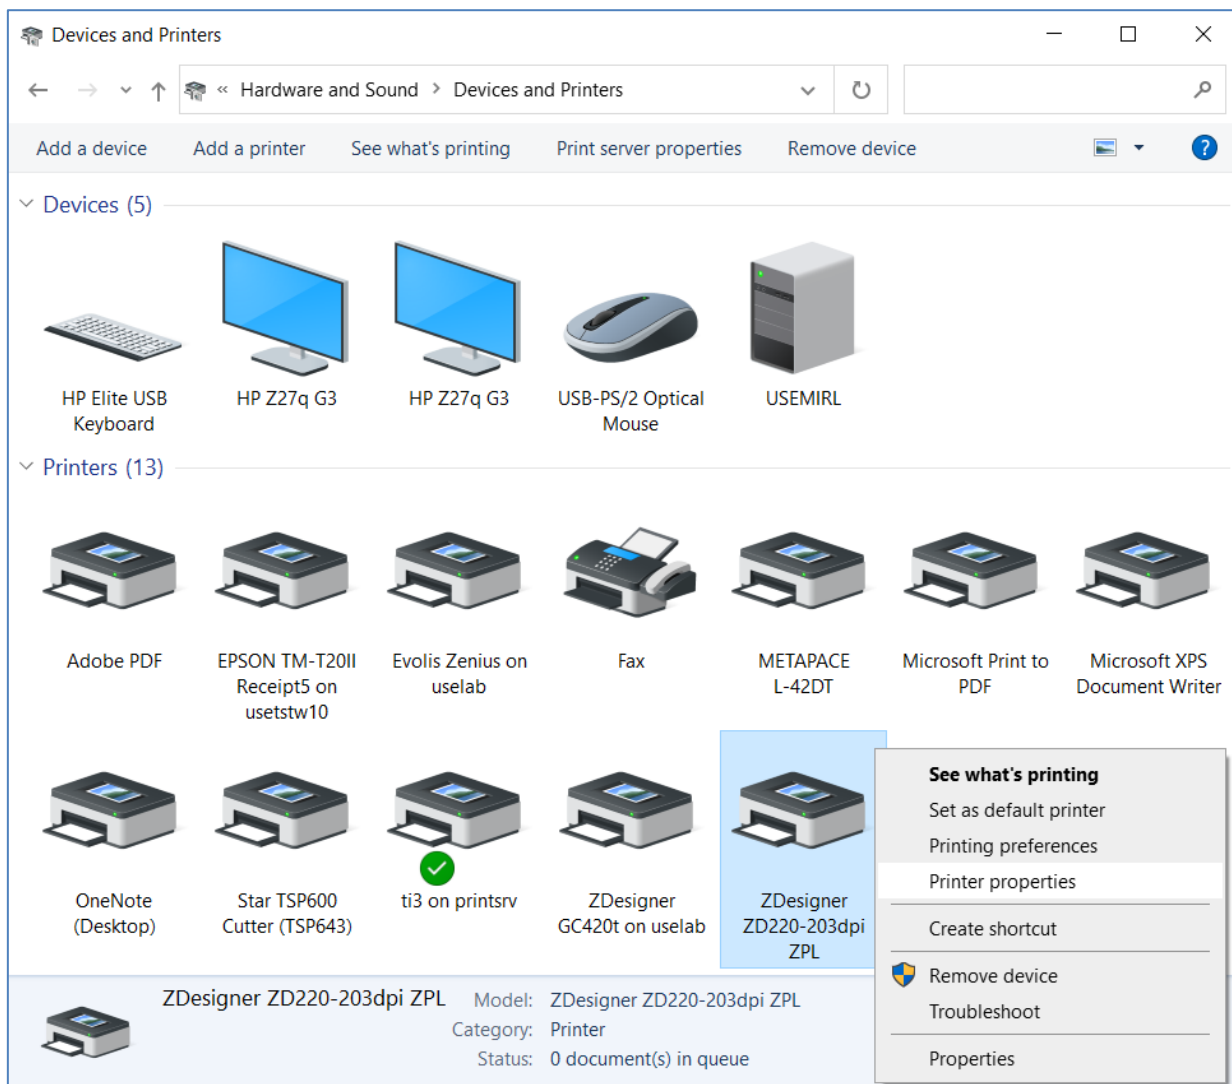 Devices and Printers
« Hardware and Sound > Devices and Printers
Add a device Add a printer See what's printing Print server properties Remove device ?
Devices (5)
HP Elite USB
Keyboard
HP Z27q G3
HP Z27q G3
USB-PS/2 Optical
Mouse
USEMIRL
Printers (13)
Adobe PDF
EPSON TM-T20II
Receipt5 on
usetstw10
Evolis Zenius on
uselab
Fax
METAPACE
L-42DT
Microsoft Print to
PDF
Microsoft XPS
Document Writer
OneNote
(Desktop)
Star TSP600
Cutter (TSP643)
ti3 on printsrv
ZDesigner
GC420t on uselab
ZDesigner
ZD220-203dpi
ZPL
See what's printing
Set as default printer
Printing preferences
Printer properties
Create shortcut
Remove device
Troubleshoot
Properties
ZDesigner ZD220-203dpi ZPL Model: ZDesigner ZD220-203dpi ZPL
Category: Printer
Status: 0 document(s) in queue